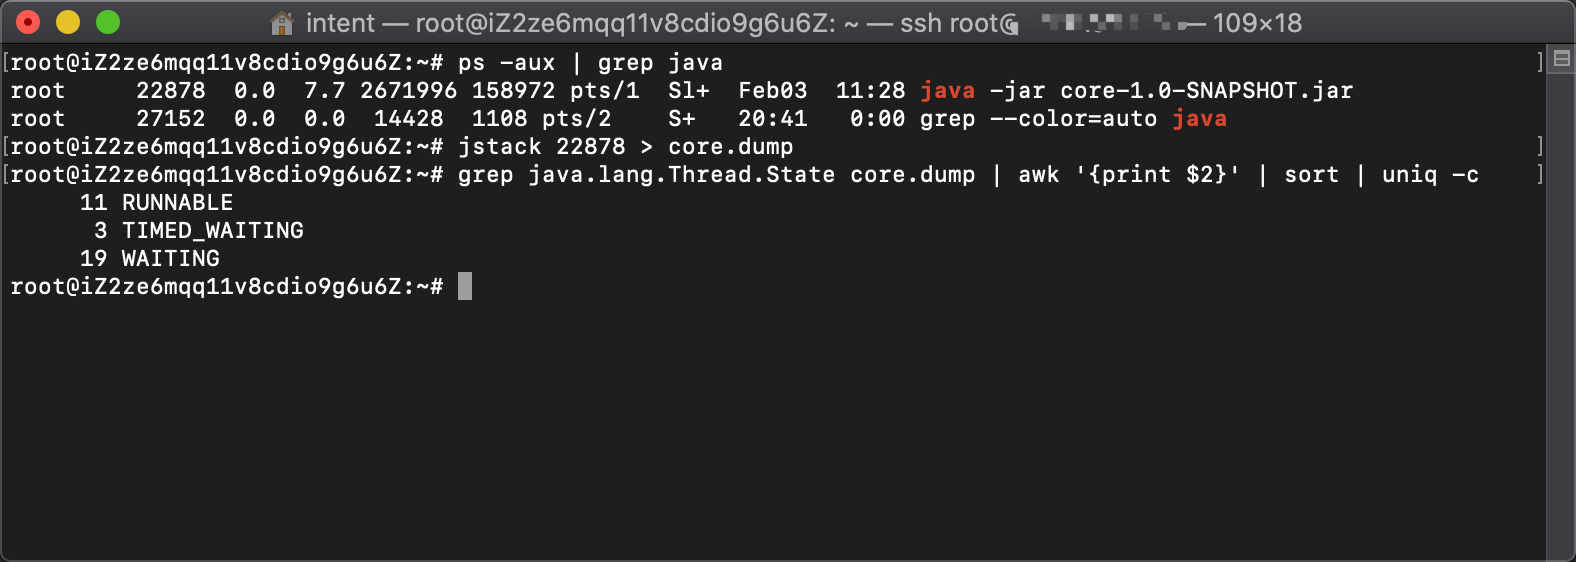 intent — root@iZ2ze6mqq11v8cdio9g6u6Z: ~ — ssh root@ — 109×18
[root@iZ2ze6mqq11v8cdio9g6u6Z:~# ps -aux | grep java ]
root     22878  0.0  7.7 2671996 158972 pts/1  Sl+  Feb03  11:28 java -jar core-1.0-SNAPSHOT.jar
root     27152  0.0  0.0  14428  1108 pts/2    S+   20:41   0:00 grep --color=auto java
[root@iZ2ze6mqq11v8cdio9g6u6Z:~# jstack 22878 > core.dump ]
[root@iZ2ze6mqq11v8cdio9g6u6Z:~# grep java.lang.Thread.State core.dump | awk '{print $2}' | sort | uniq -c ]
     11 RUNNABLE
      3 TIMED_WAITING
     19 WAITING
root@iZ2ze6mqq11v8cdio9g6u6Z:~#